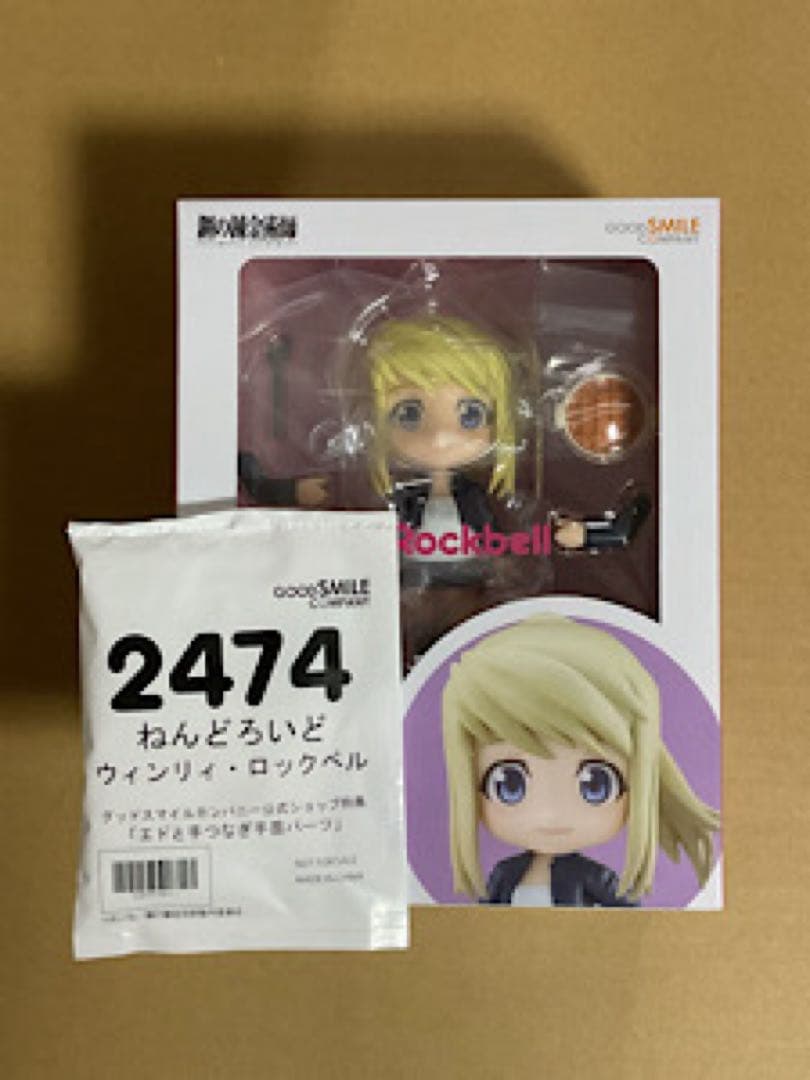 鋼の錬金術師
GOOD SMILE
COMPANY
Rockbell
GOOD SMILE
COMPANY
2474
ねんどろいど
ウィンリィ・ロックベル
グッドスマイルカンパニー公式ショップ特典
「エドと手つなぎ手首パーツ」
NOT FOR SALE